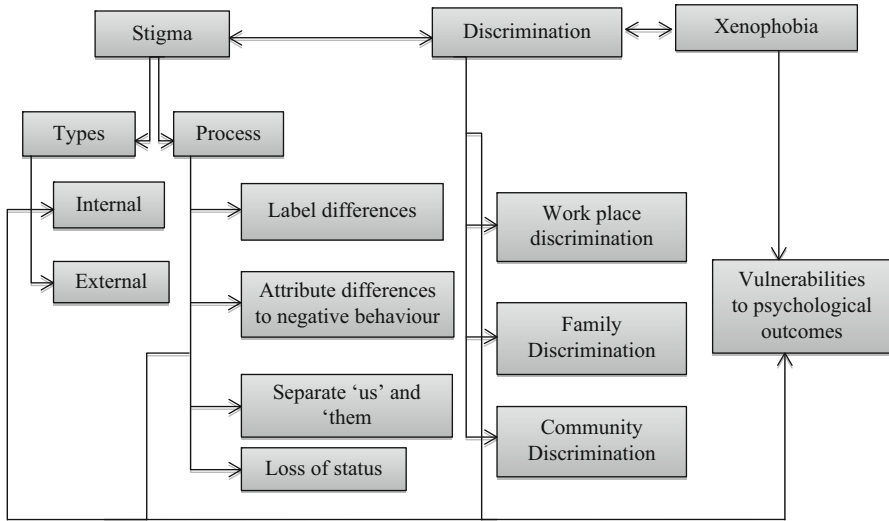 Stigma
Discrimination
Xenophobia
Types
Process
Internal
External
Label differences
Attribute differences
to negative behaviour
Separate ‘us’ and
‘them
Loss of status
Work place
discrimination
Family
Discrimination
Community
Discrimination
Vulnerabilities
to psychological
outcomes